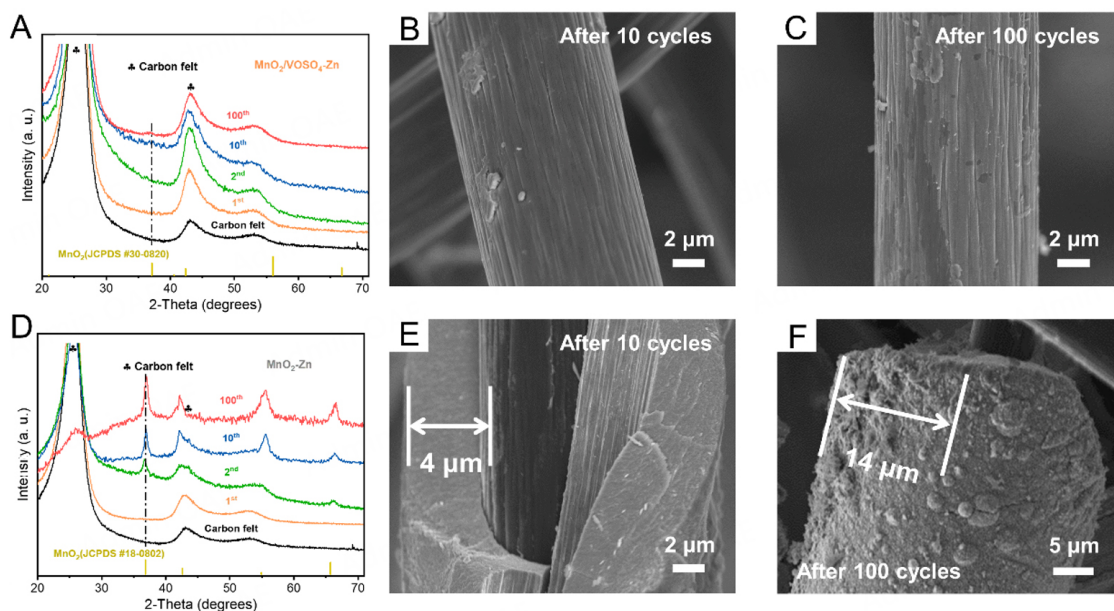 A
♣
♣ Carbon felt
MnO₂/VOSO₄-Zn
♣
100th
10th
2nd
1st
Carbon felt
MnO₂(JCPDS #30-0820)
Intensity (a. u.)
20 30 40 50 60 70
2-Theta (degrees)
B
After 10 cycles
2 μm
C
After 100 cycles
2 μm
D
♣
♣ Carbon felt
MnO₂-Zn
♣
100th
10th
2nd
1st
Carbon felt
MnO₂(JCPDS #18-0802)
Intensity (a. u.)
20 30 40 50 60 70
2-Theta (degrees)
E
After 10 cycles
4 μm
2 μm
F
14 μm
5 μm
After 100 cycles